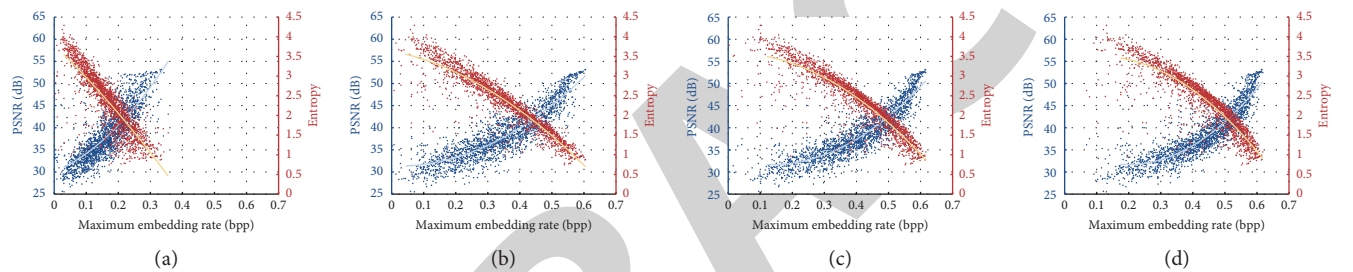 65 60 55 50 45 40 35 30 25
PSNR (dB)
4.5 4 3.5 3 2.5 2 1.5 1 0.5 0
Entropy
0 0.1 0.2 0.3 0.4 0.5 0.6 0.7
Maximum embedding rate (bpp)
(a)
65 60 55 50 45 40 35 30 25
PSNR (dB)
4.5 4 3.5 3 2.5 2 1.5 1 0.5 0
Entropy
0 0.1 0.2 0.3 0.4 0.5 0.6 0.7
Maximum embedding rate (bpp)
(b)
65 60 55 50 45 40 35 30 25
PSNR (dB)
4.5 4 3.5 3 2.5 2 1.5 1 0.5 0
Entropy
0 0.1 0.2 0.3 0.4 0.5 0.6 0.7
Maximum embedding rate (bpp)
(c)
65 60 55 50 45 40 35 30 25
PSNR (dB)
4.5 4 3.5 3 2.5 2 1.5 1 0.5 0
Entropy
0 0.1 0.2 0.3 0.4 0.5 0.6 0.7
Maximum embedding rate (bpp)
(d)